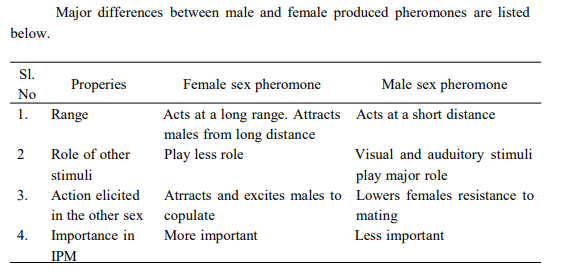 Major differences between male and female produced pheromones are listed
below.
Sl.
No
Properies
Female sex pheromone
Male sex pheromone
1.
Range
Acts at a long range. Attracts
males from long distance
Acts at a short distance
2
Role of other
stimuli
Play less role
Visual and auduitory stimuli
play major role
3.
Action elicited
in the other sex
Atrracts and excites males to
copulate
Lowers females resistance to
mating
4.
Importance in
IPM
More important
Less important